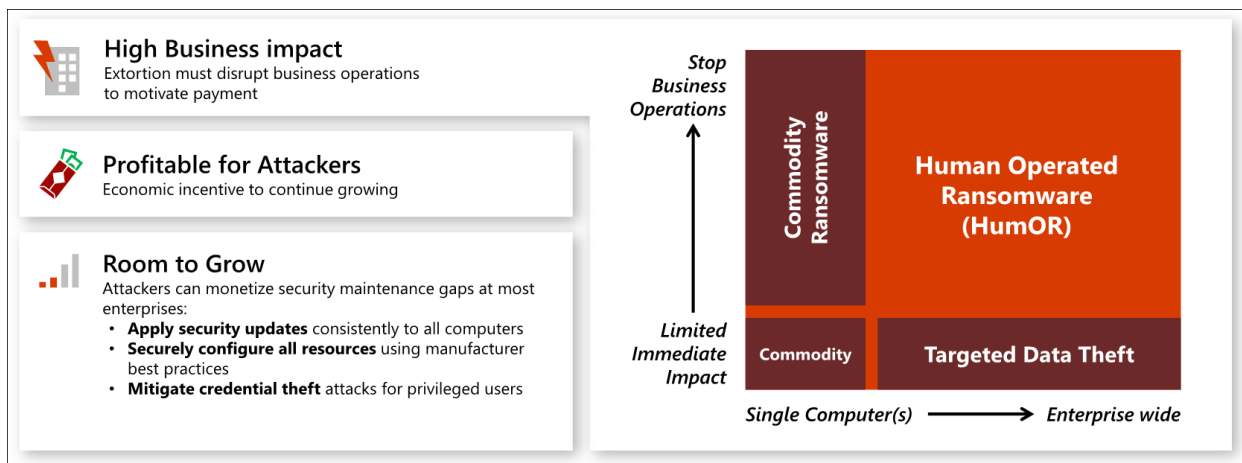 High Business impact
Extortion must disrupt business operations
to motivate payment
Profitable for Attackers
Economic incentive to continue growing
Room to Grow
Attackers can monetize security maintenance gaps at most
enterprises:
• Apply security updates consistently to all computers
• Securely configure all resources using manufacturer
best practices
• Mitigate credential theft attacks for privileged users
Stop
Business
Operations
Limited
Immediate
Impact
Commodity
Ransomware
Human Operated
Ransomware
(HumOR)
Commodity
Targeted Data Theft
Single Computer(s)
Enterprise wide